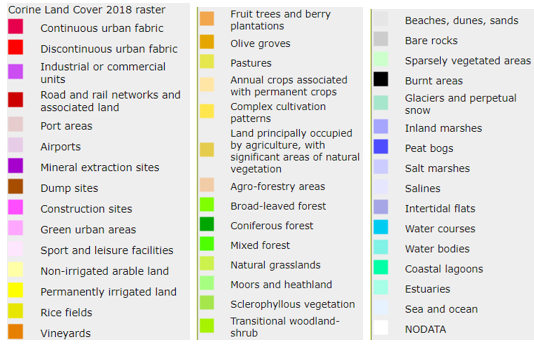 Corine Land Cover 2018 raster
Continuous urban fabric
Discontinuous urban fabric
Industrial or commercial
units
Road and rail networks and
associated land
Port areas
Airports
Mineral extraction sites
Dump sites
Construction sites
Green urban areas
Sport and leisure facilities
Non-irrigated arable land
Permanently irrigated land
Rice fields
Vineyards
Fruit trees and berry
plantations
Olive groves
Pastures
Annual crops associated
with permanent crops
Complex cultivation
patterns
Land principally occupied
by agriculture, with
significant areas of natural
vegetation
Agro-forestry areas
Broad-leaved forest
Coniferous forest
Mixed forest
Natural grasslands
Moors and heathland
Sclerophyllous vegetation
Transitional woodland-
shrub
Beaches, dunes, sands
Bare rocks
Sparsely vegetated areas
Burnt areas
Glaciers and perpetual
snow
Inland marshes
Peat bogs
Salt marshes
Salines
Intertidal flats
Water courses
Water bodies
Coastal lagoons
Estuaries
Sea and ocean
NODATA